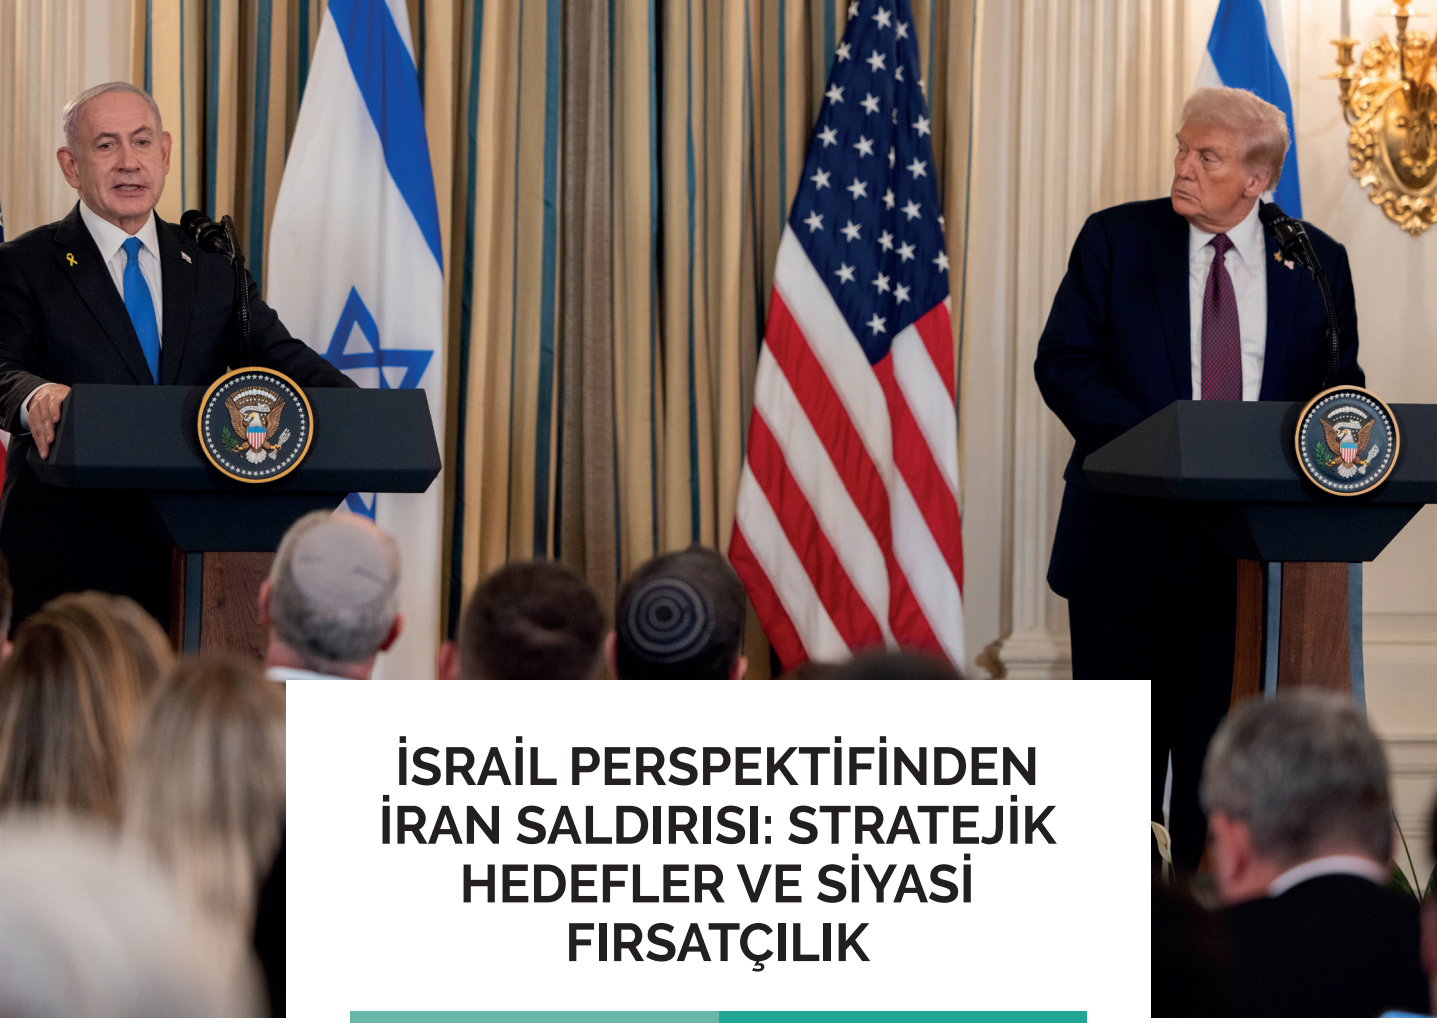 İSRAİL PERSPEKTİFİNDEN
İRAN SALDIRISI: STRATEJİK
HEDEFLER VE SİYASİ
FIRSATÇILIK